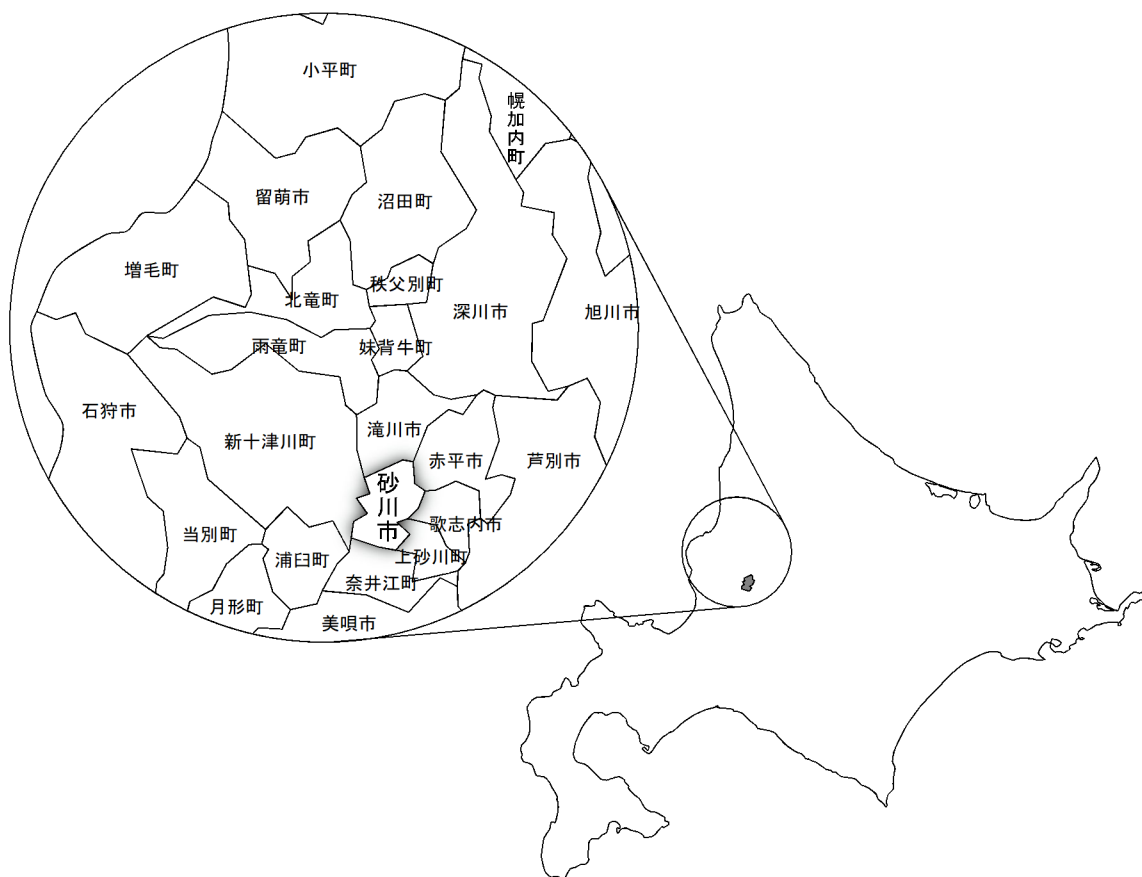 小平町
幌加内町
留萌市
沼田町
増毛町
秩父別町
北竜町
深川市
旭川市
雨竜町
妹背牛町
石狩市
新十津川町
滝川市
赤平市
芦別市
砂川市
歌志内市
当別町
浦臼町
上砂川町
奈井江町
月形町
美唄市